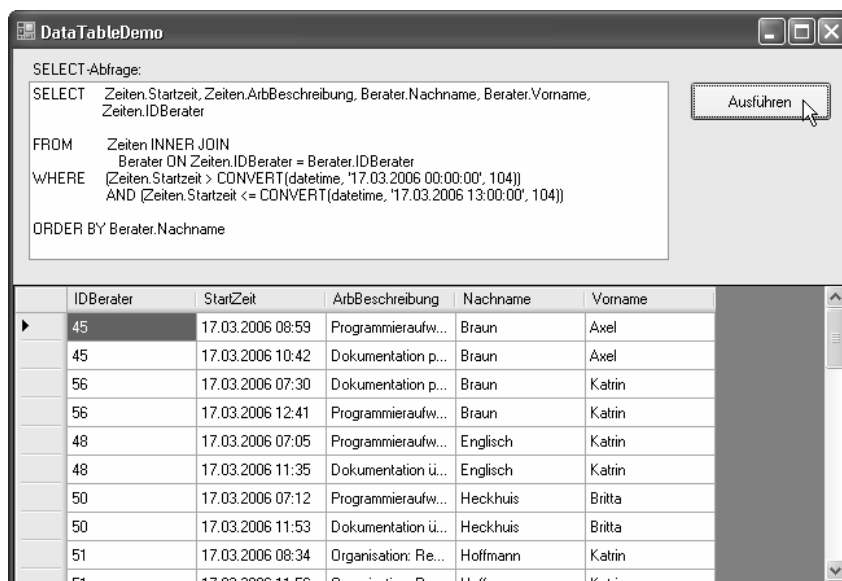 DataTableDemo
SELECT-Abfrage:
SELECT Zeiten.Startzeit, Zeiten.ArbBeschreibung, Berater.Nachname, Berater.Vorname,
Zeiten.IDBerater
FROM Zeiten INNER JOIN
Berater ON Zeiten.IDBerater = Berater.IDBerater
WHERE (Zeiten.Startzeit > CONVERT(datetime, '17.03.2006 00:00:00', 104))
AND (Zeiten.Startzeit <= CONVERT(datetime, '17.03.2006 13:00:00', 104))
ORDER BY Berater.Nachname
Ausführen
IDBerater StartZeit ArbBeschreibung Nachname Vorname
45 17.03.2006 08:59 Programmieraufw... Braun Axel
45 17.03.2006 10:42 Dokumentation p... Braun Axel
56 17.03.2006 07:30 Dokumentation p... Braun Katrin
56 17.03.2006 12:41 Programmieraufw... Braun Katrin
48 17.03.2006 07:05 Programmieraufw... Englisch Katrin
48 17.03.2006 11:35 Dokumentation ü... Englisch Katrin
50 17.03.2006 07:12 Programmieraufw... Heckhuis Britta
50 17.03.2006 11:53 Dokumentation ü... Heckhuis Britta
51 17.03.2006 08:34 Organisation: Re... Hoffmann Katrin